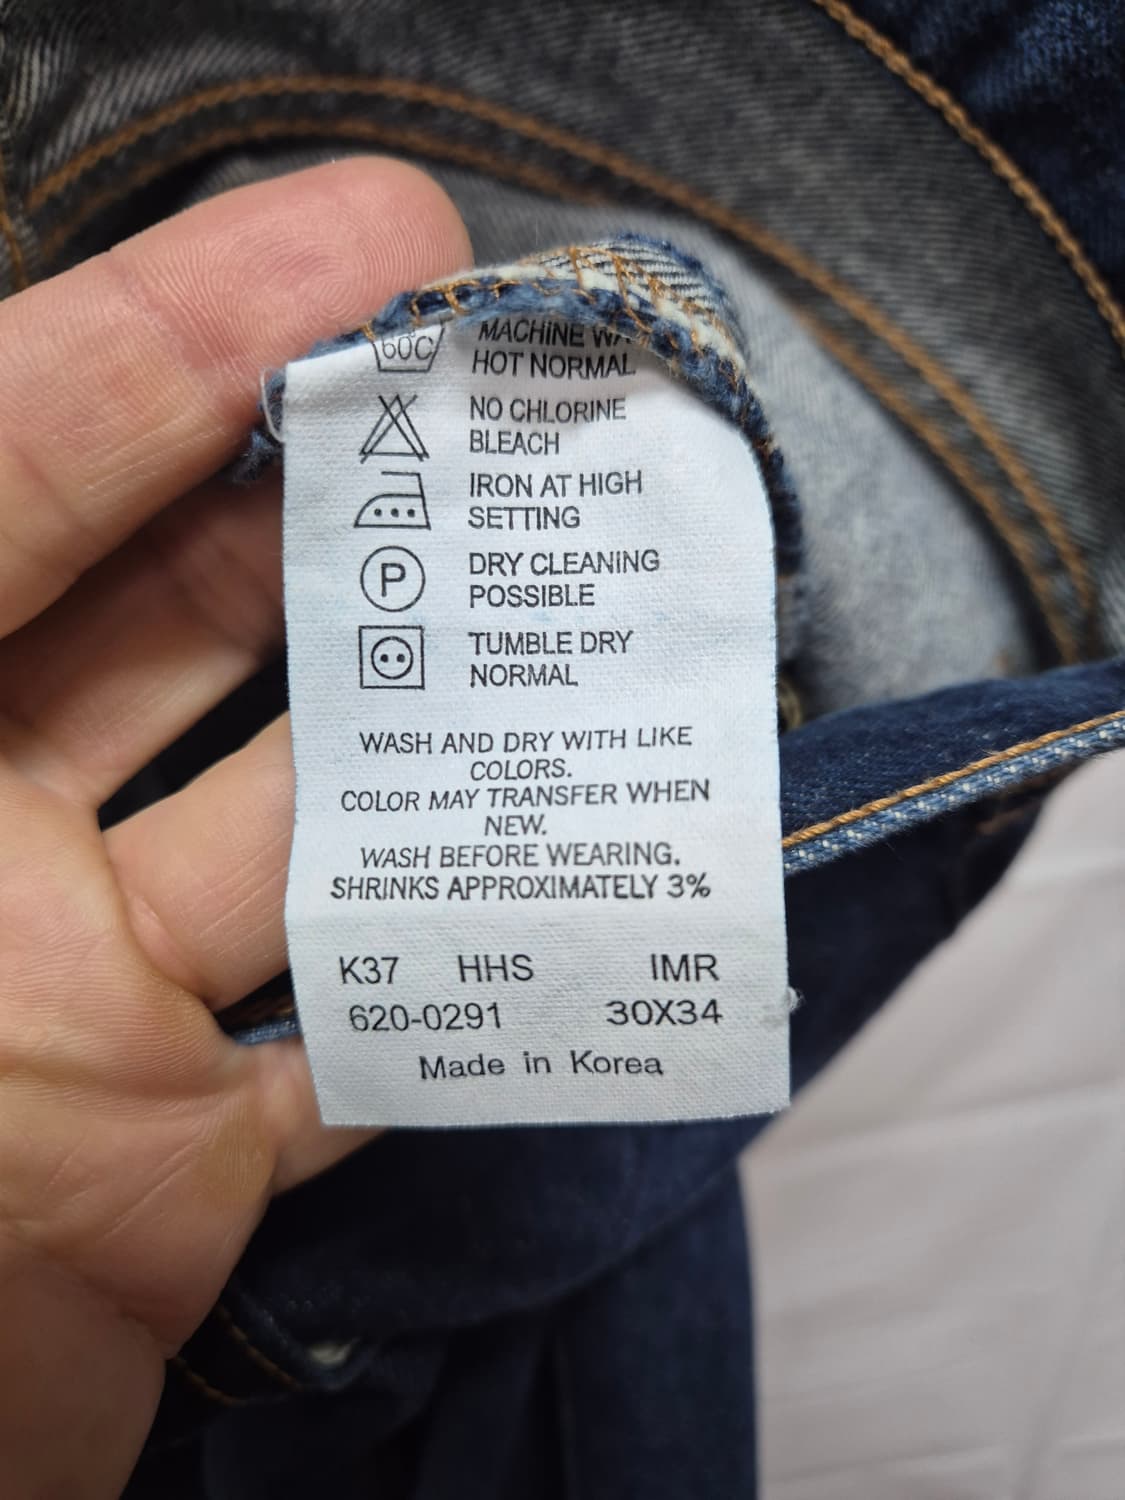 60C
MACHINE
HOT NORMAL
NO CHLORINE
BLEACH
IRON AT HIGH
SETTING
P
DRY CLEANING
POSSIBLE
TUMBLE DRY
NORMAL
WASH AND DRY WITH LIKE
COLORS.
COLOR MAY TRANSFER WHEN
NEW.
WASH BEFORE WEARING.
SHRINKS APPROXIMATELY 3%
K37 HHS IMR
620-0291 30X34
Made in Korea